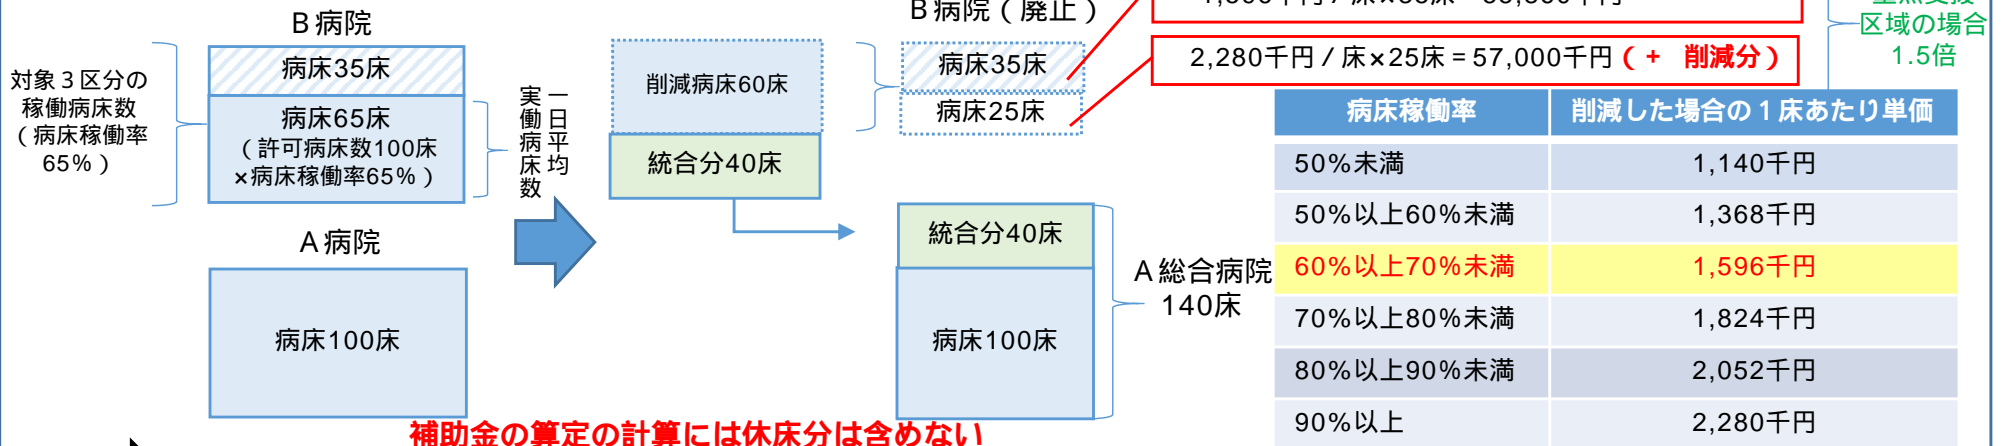 B病院
対象３区分の
稼働病床数
（病床稼働率
65％）
病床35床
病床65床
（許可病床数100床
×病床稼働率65％）
一日平均
実働病床数
A病院
病床100床
削減病床60床
統合分40床
B病院（廃止）
病床35床
病床25床
統合分40床
病床100床
A総合病院
140床
2,280千円／床×25床＝57,000千円（＋　削減分）
区域の場合
1.5倍
病床稼働率　削減した場合の１床あたり単価
50％未満　1,140千円
50％以上60％未満　1,368千円
60％以上70％未満　1,596千円
70％以上80％未満　1,824千円
80％以上90％未満　2,052千円
90％以上　2,280千円
補助金の算定の計算には休床分は含めない